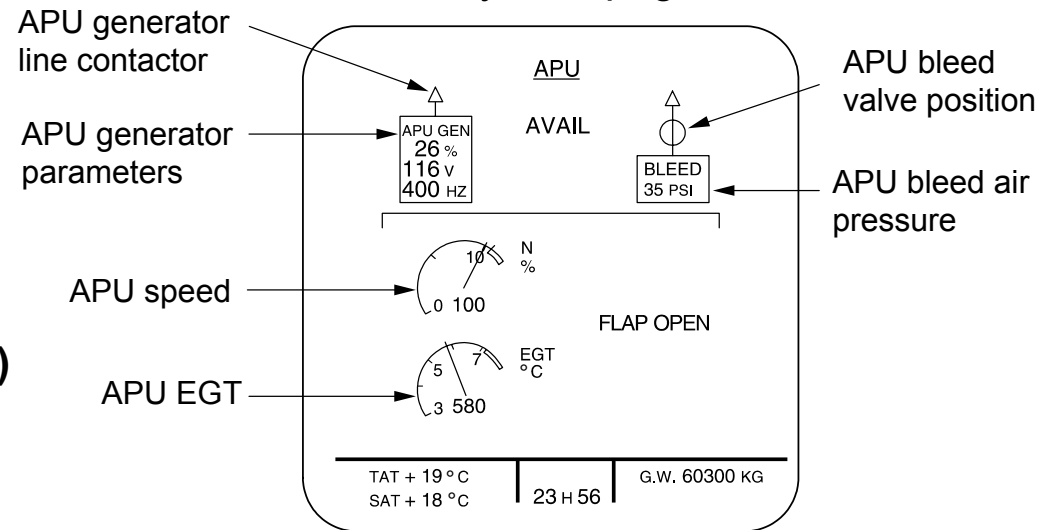 APU generator
line contactor
APU generator
parameters
APU speed
)
APU EGT
APU
AVAIL
APU GEN
26 %
116 V
400 HZ
BLEED
35 PSI
10
N
%
0 100
FLAP OPEN
5 7
EGT
°C
3 580
TAT + 19 °C
SAT + 18 °C
23 H 56
G.W. 60300 KG
APU bleed
valve position
APU bleed air
pressure